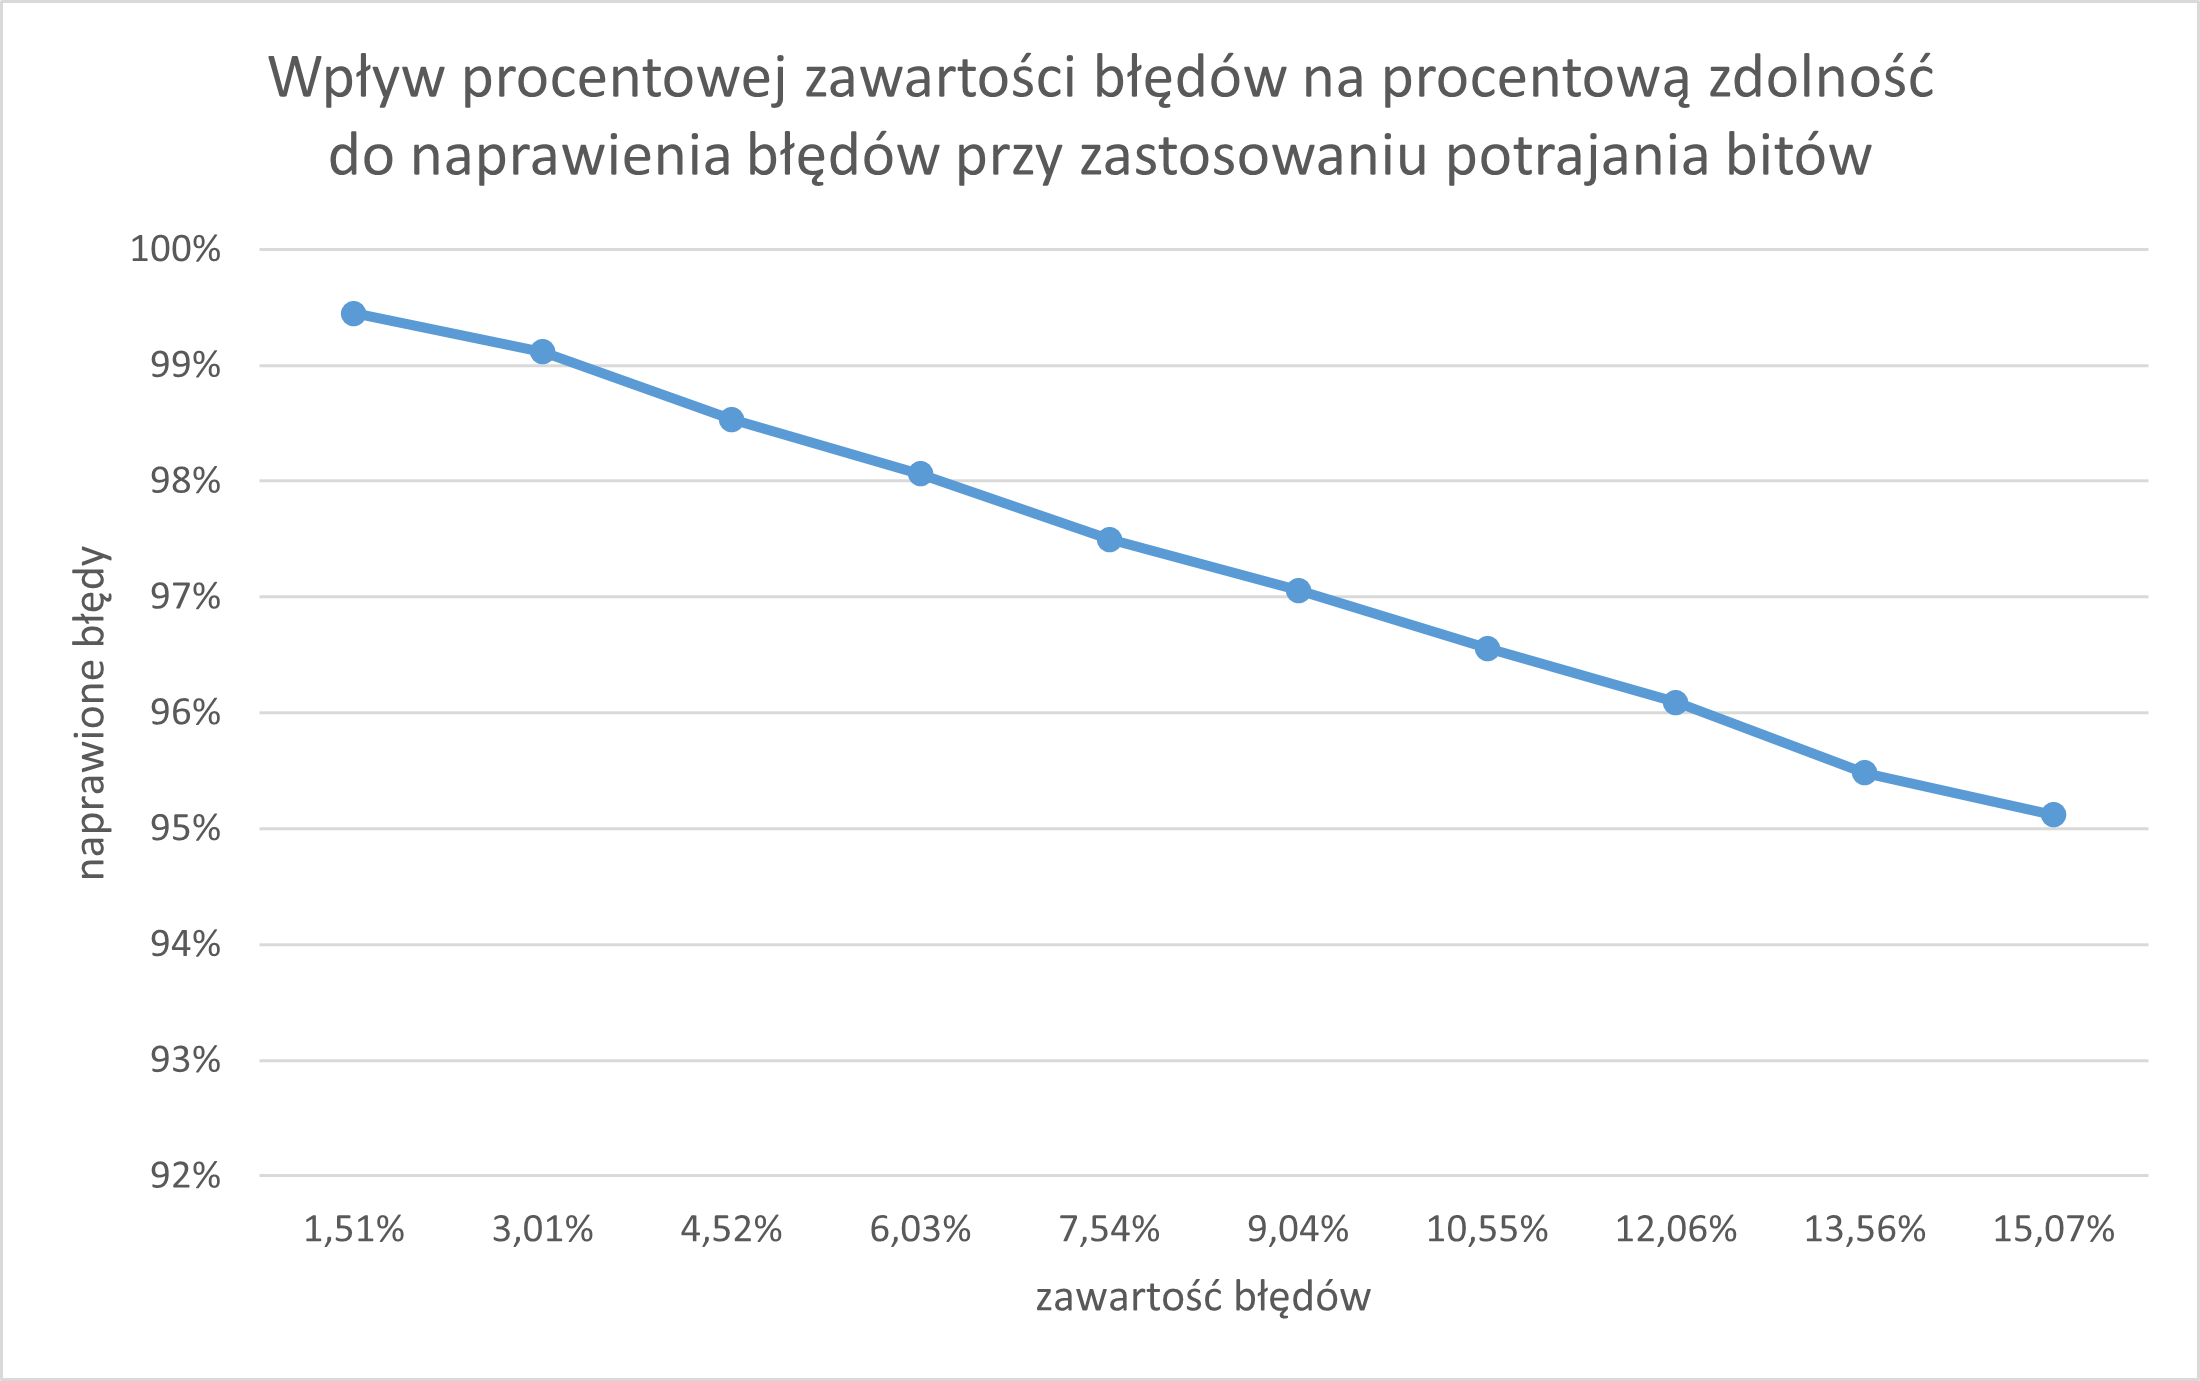 Wpływ procentowej zawartości błędów na procentową zdolność
do naprawienia błędów przy zastosowaniu potrajania bitów
100%
99%
98%
97%
96%
95%
94%
93%
92%
naprawione błędy
1,51% 3,01% 4,52% 6,03% 7,54% 9,04% 10,55% 12,06% 13,56% 15,07%
zawartość błędów